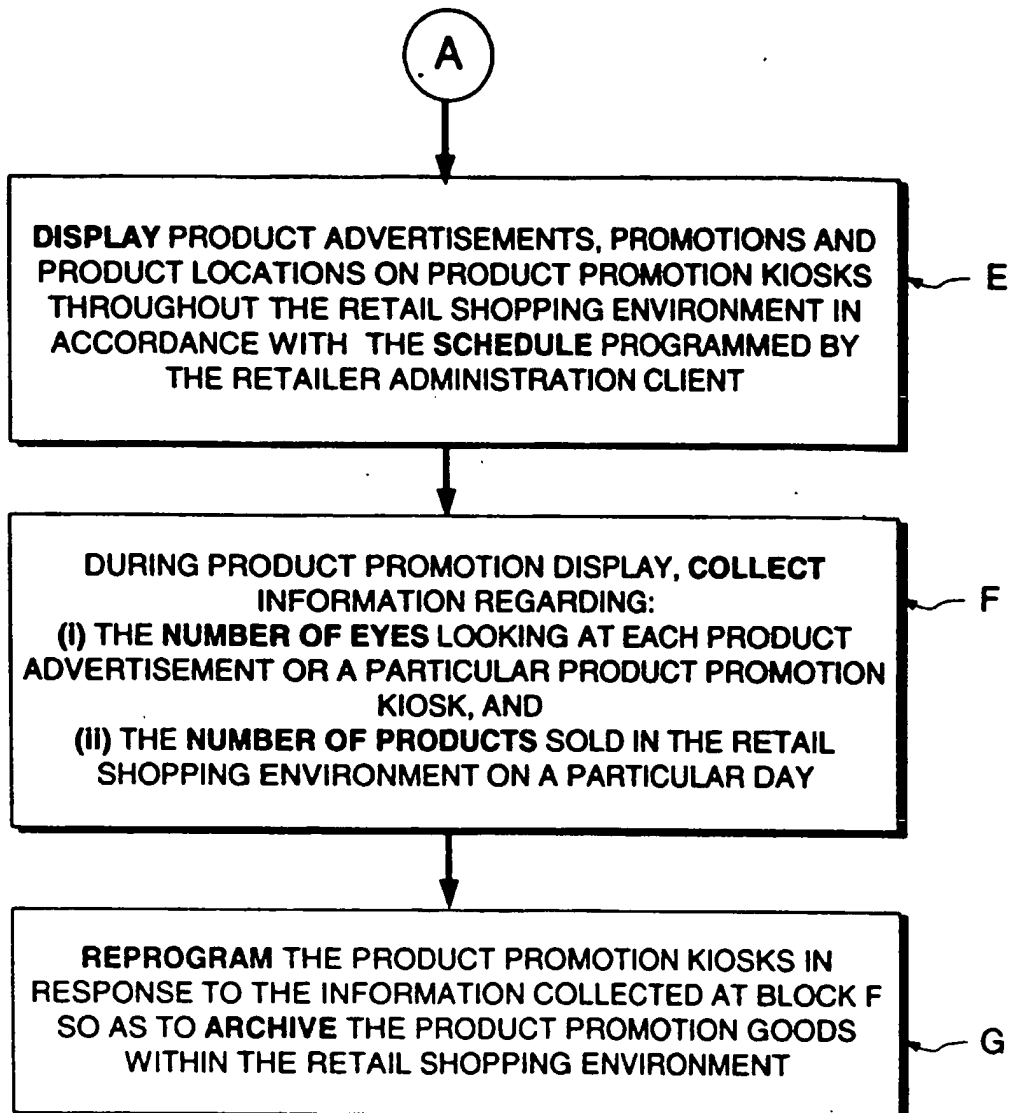 A
DISPLAY PRODUCT ADVERTISEMENTS, PROMOTIONS AND
PRODUCT LOCATIONS ON PRODUCT PROMOTION KIOSKS
THROUGHOUT THE RETAIL SHOPPING ENVIRONMENT IN
ACCORDANCE WITH THE SCHEDULE PROGRAMMED BY
THE RETAILER ADMINISTRATION CLIENT
E
DURING PRODUCT PROMOTION DISPLAY, COLLECT
INFORMATION REGARDING:
(i) THE NUMBER OF EYES LOOKING AT EACH PRODUCT
ADVERTISEMENT OR A PARTICULAR PRODUCT PROMOTION
KIOSK, AND
(ii) THE NUMBER OF PRODUCTS SOLD IN THE RETAIL
SHOPPING ENVIRONMENT ON A PARTICULAR DAY
F
REPROGRAM THE PRODUCT PROMOTION KIOSKS IN
RESPONSE TO THE INFORMATION COLLECTED AT BLOCK F
SO AS TO ARCHIVE THE PRODUCT PROMOTION GOODS
WITHIN THE RETAIL SHOPPING ENVIRONMENT
G